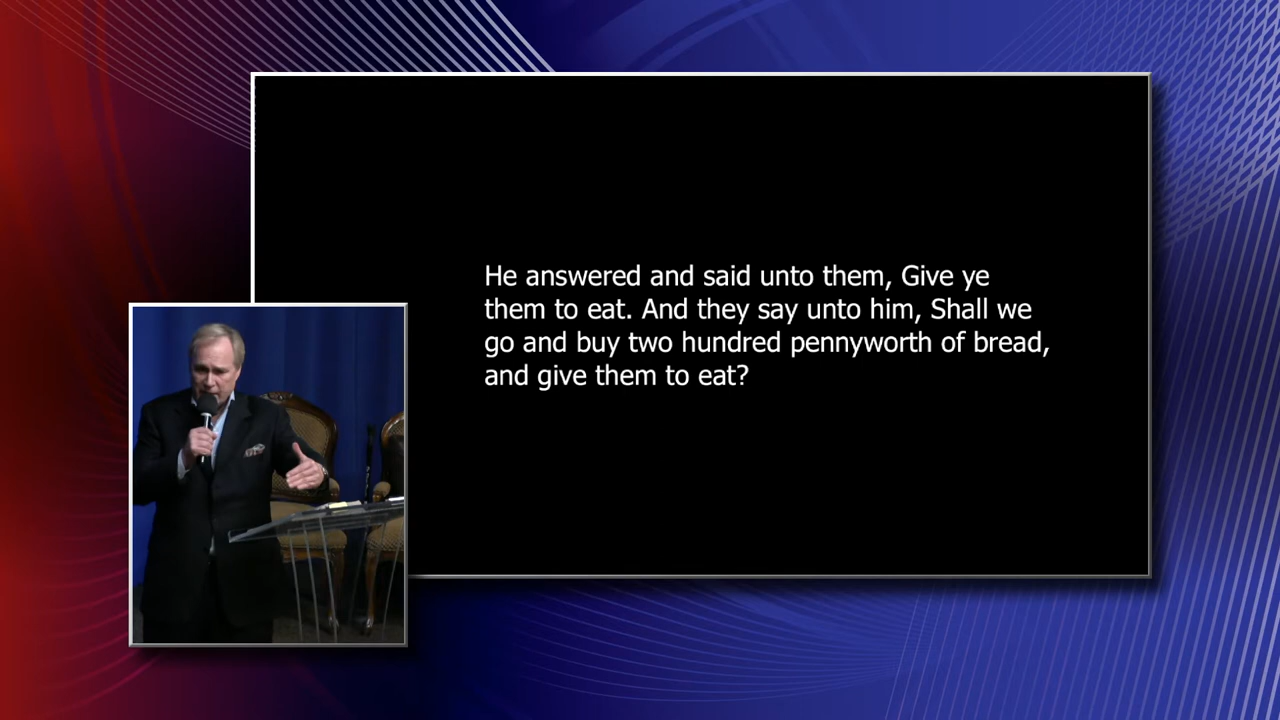 He answered and said unto them, Give ye
them to eat. And they say unto him, Shall we
go and buy two hundred pennyworth of bread,
and give them to eat?